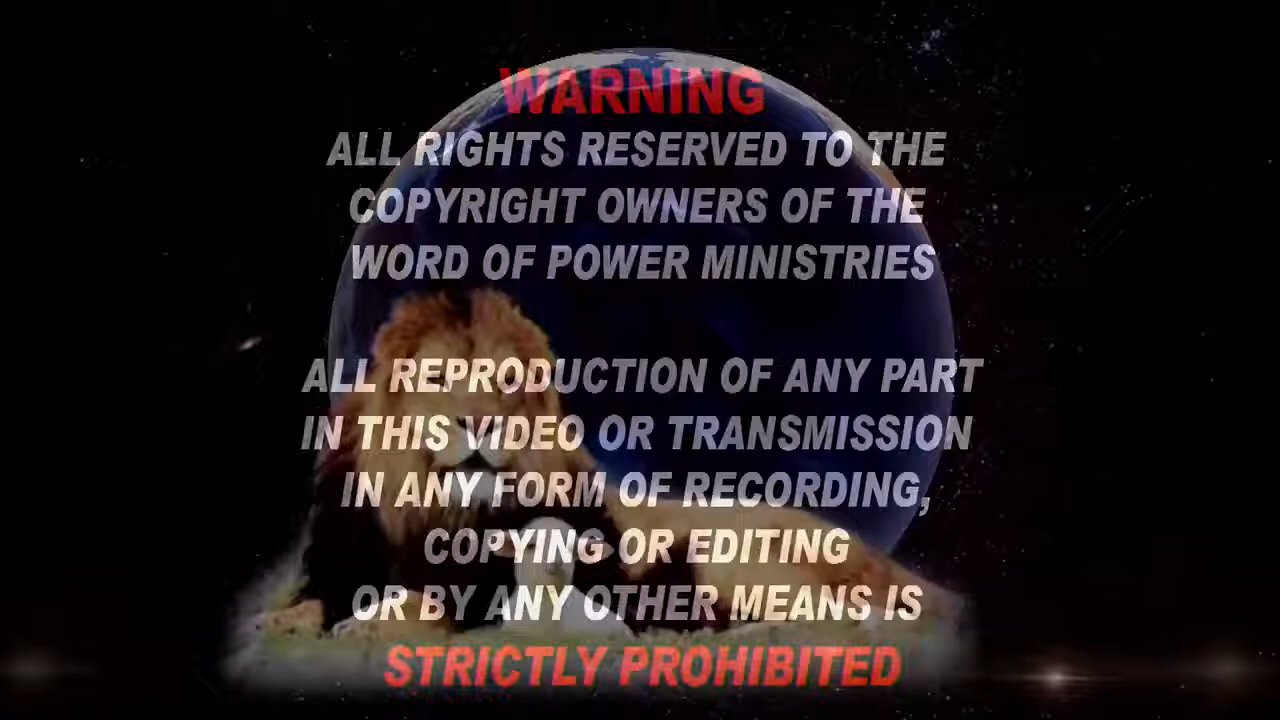 WARNING
ALL RIGHTS RESERVED TO THE
COPYRIGHT OWNERS OF THE
WORD OF POWER MINISTRIES
ALL REPRODUCTION OF ANY PART
IN THIS VIDEO OR TRANSMISSION
IN ANY FORM OF RECORDING,
COPYING OR EDITING
OR BY ANY OTHER MEANS IS
STRICTLY PROHIBITED